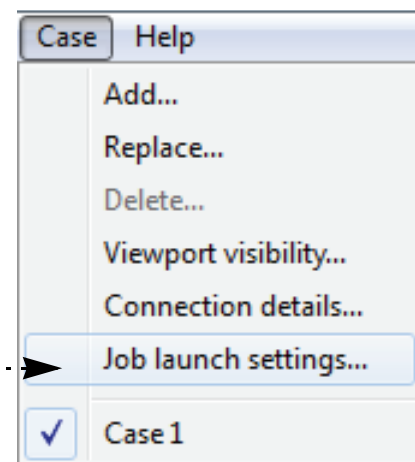 Case Help
Add...
Replace...
Delete...
Viewport visibility...
Connection details...
Job launch settings...
Case 1